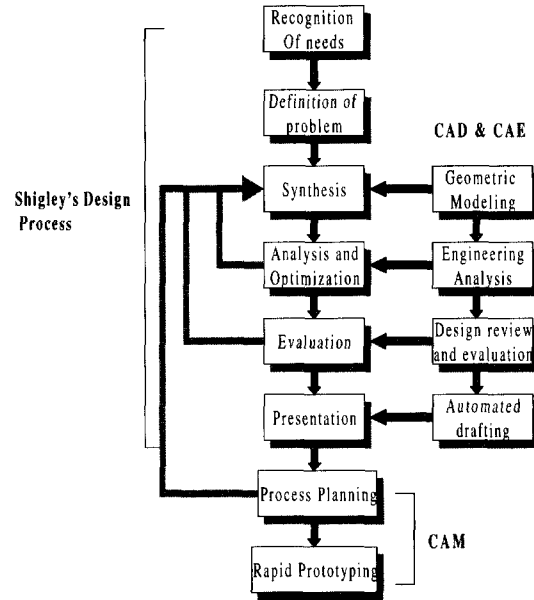 Recognition
Of needs
Definition of
problem
CAD & CAE
Synthesis
Geometric
Modeling
Shigley's Design
Process
Analysis and
Optimization
Engineering
Analysis
Evaluation
Design review
and evaluation
Presentation
Automated
drafting
Process Planning
CAM
Rapid Prototyping